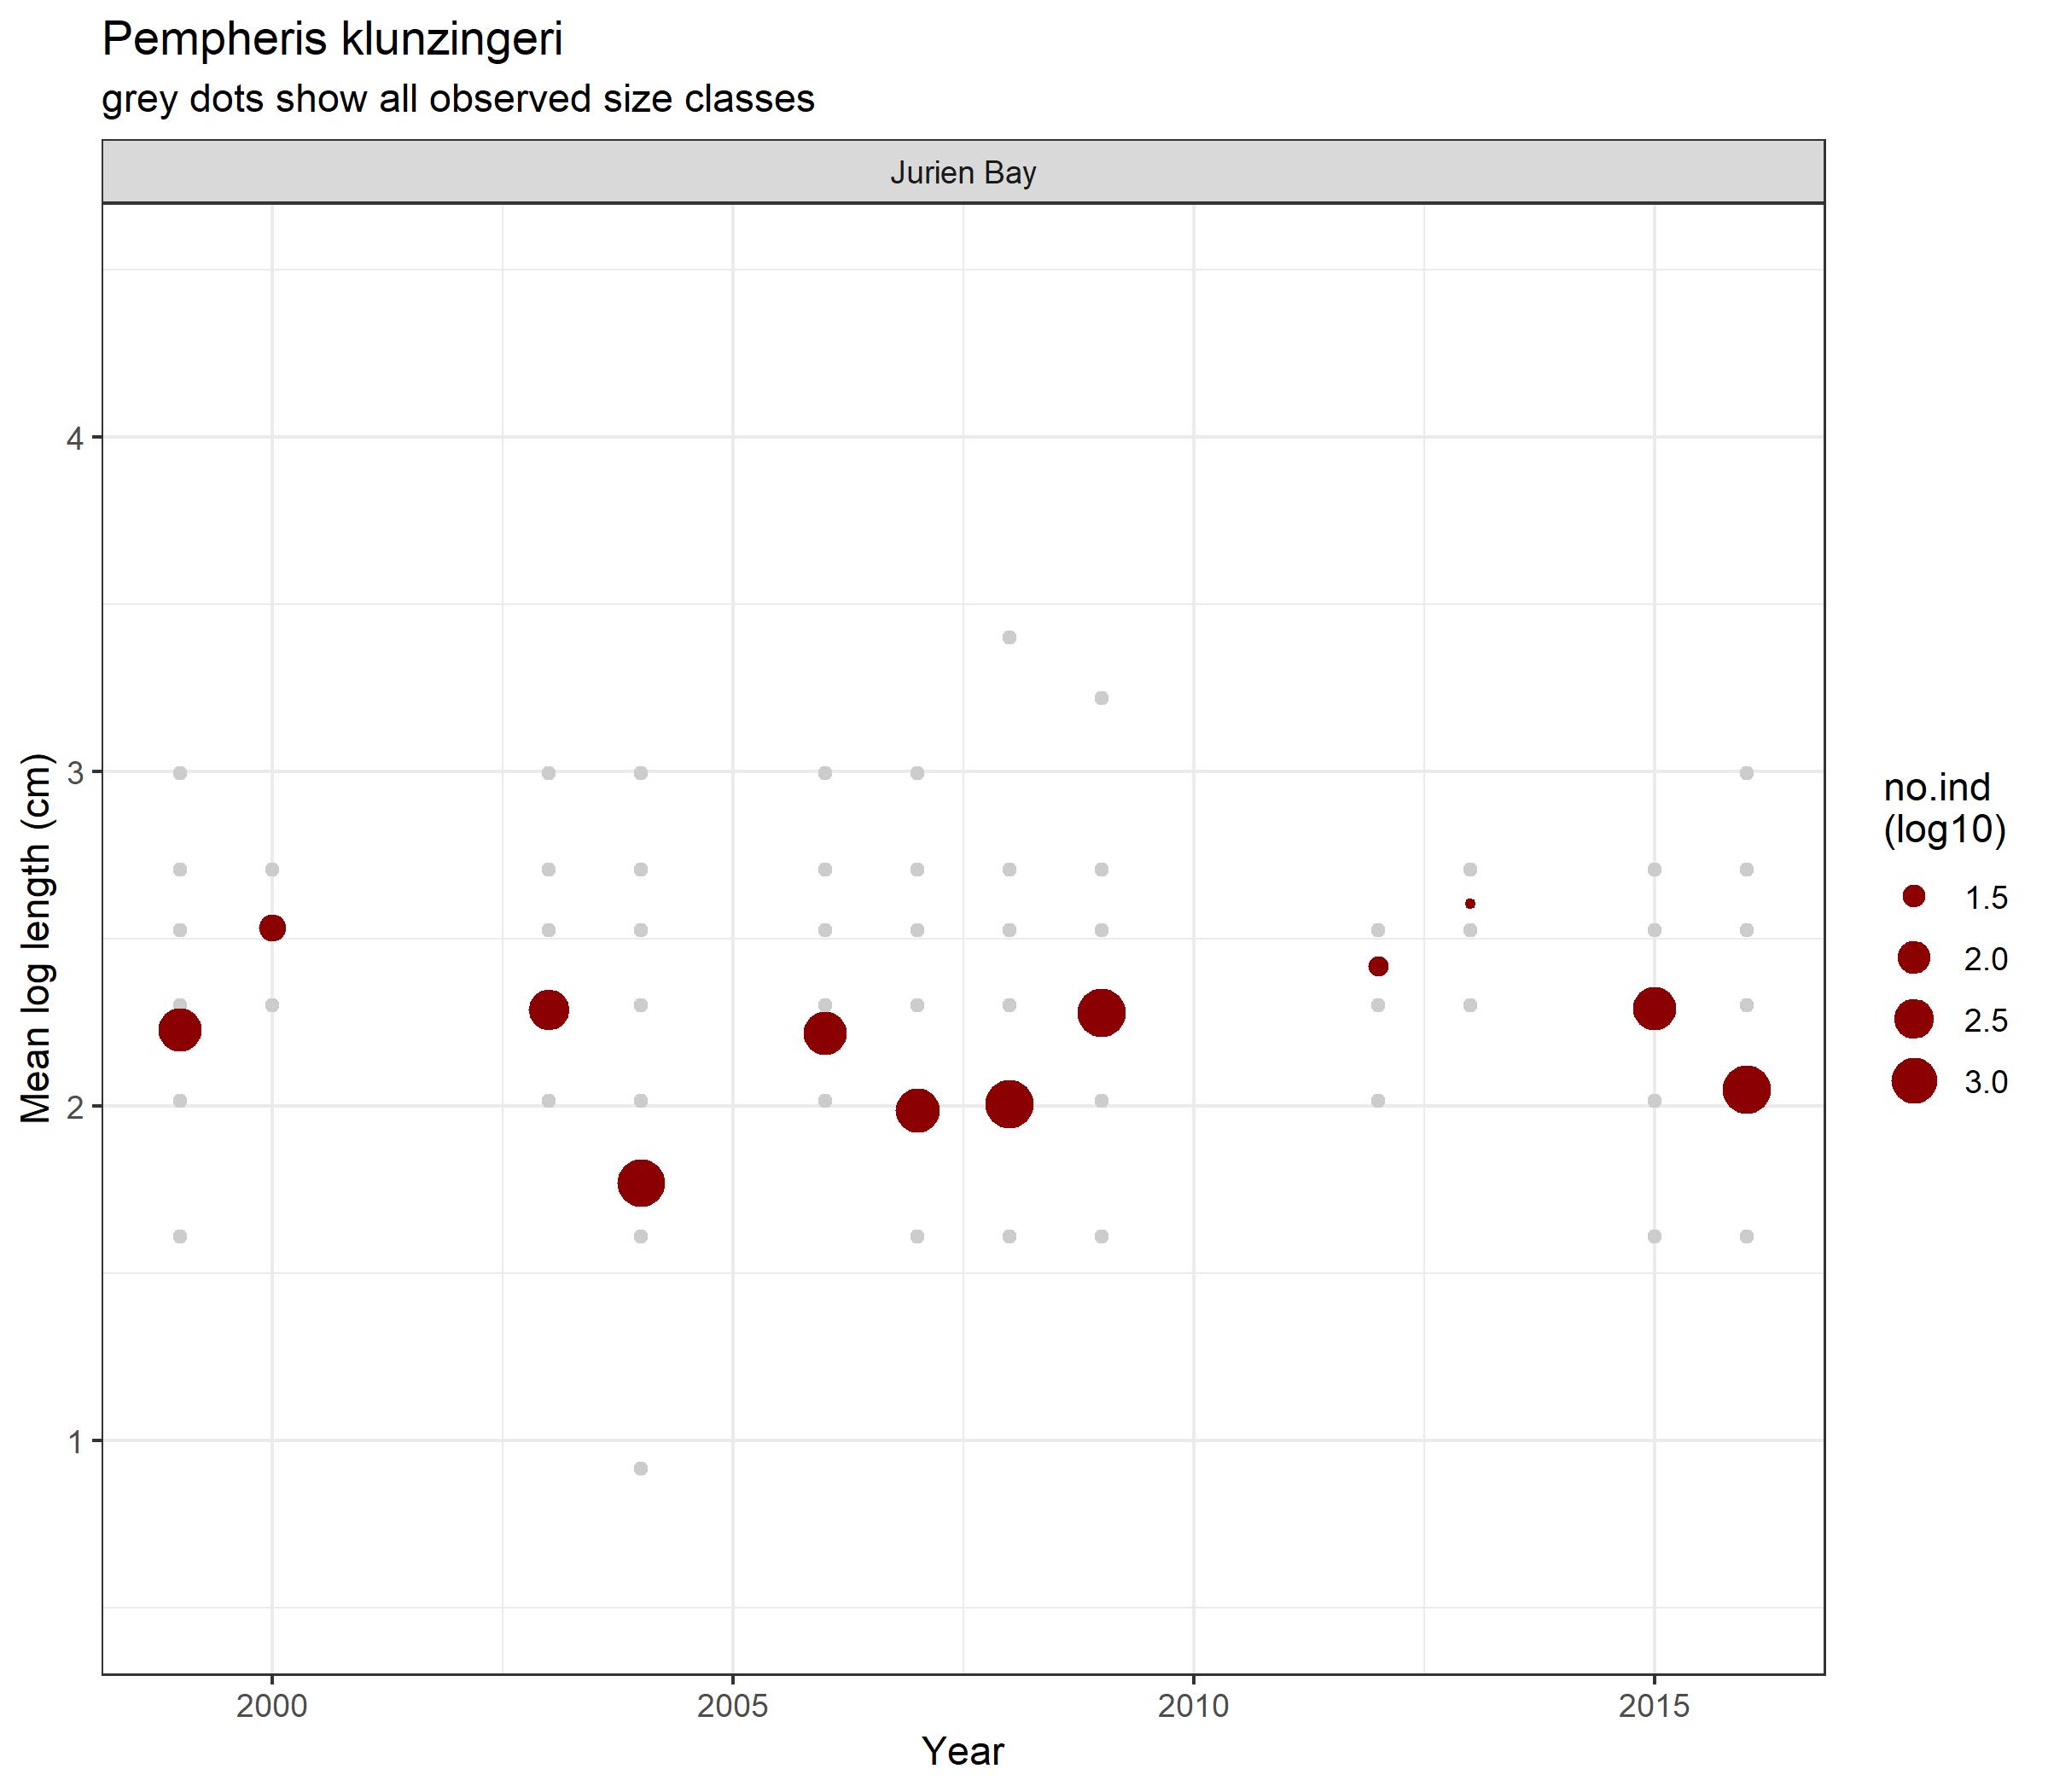 Pempheris klunzingeri
grey dots show all observed size classes
Jurien Bay
Mean log length (cm)
4
3
2
1
2000
2005
2010
2015
Year
no.ind
(log10)
1.5
2.0
2.5
3.0